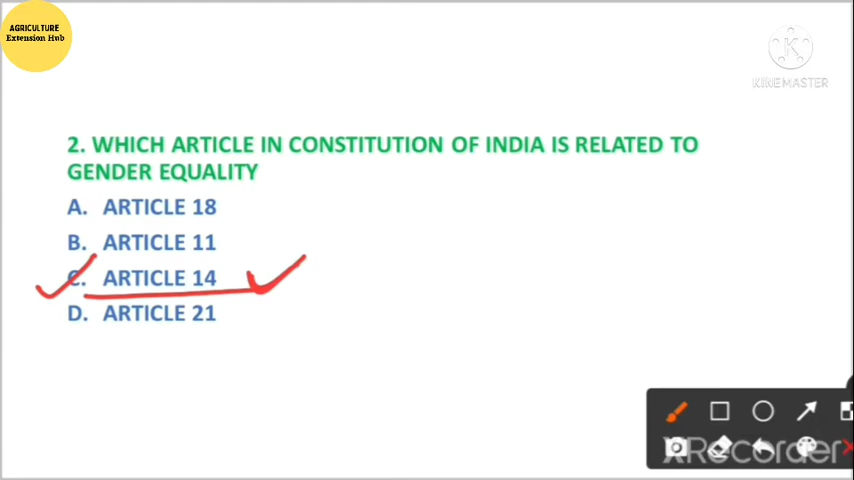 AGRICULTURE
Extension Hub
K
KINEMASTER
2. WHICH ARTICLE IN CONSTITUTION OF INDIA IS RELATED TO
GENDER EQUALITY
A. ARTICLE 18
B. ARTICLE 11
C. ARTICLE 14
D. ARTICLE 21
XRecorder